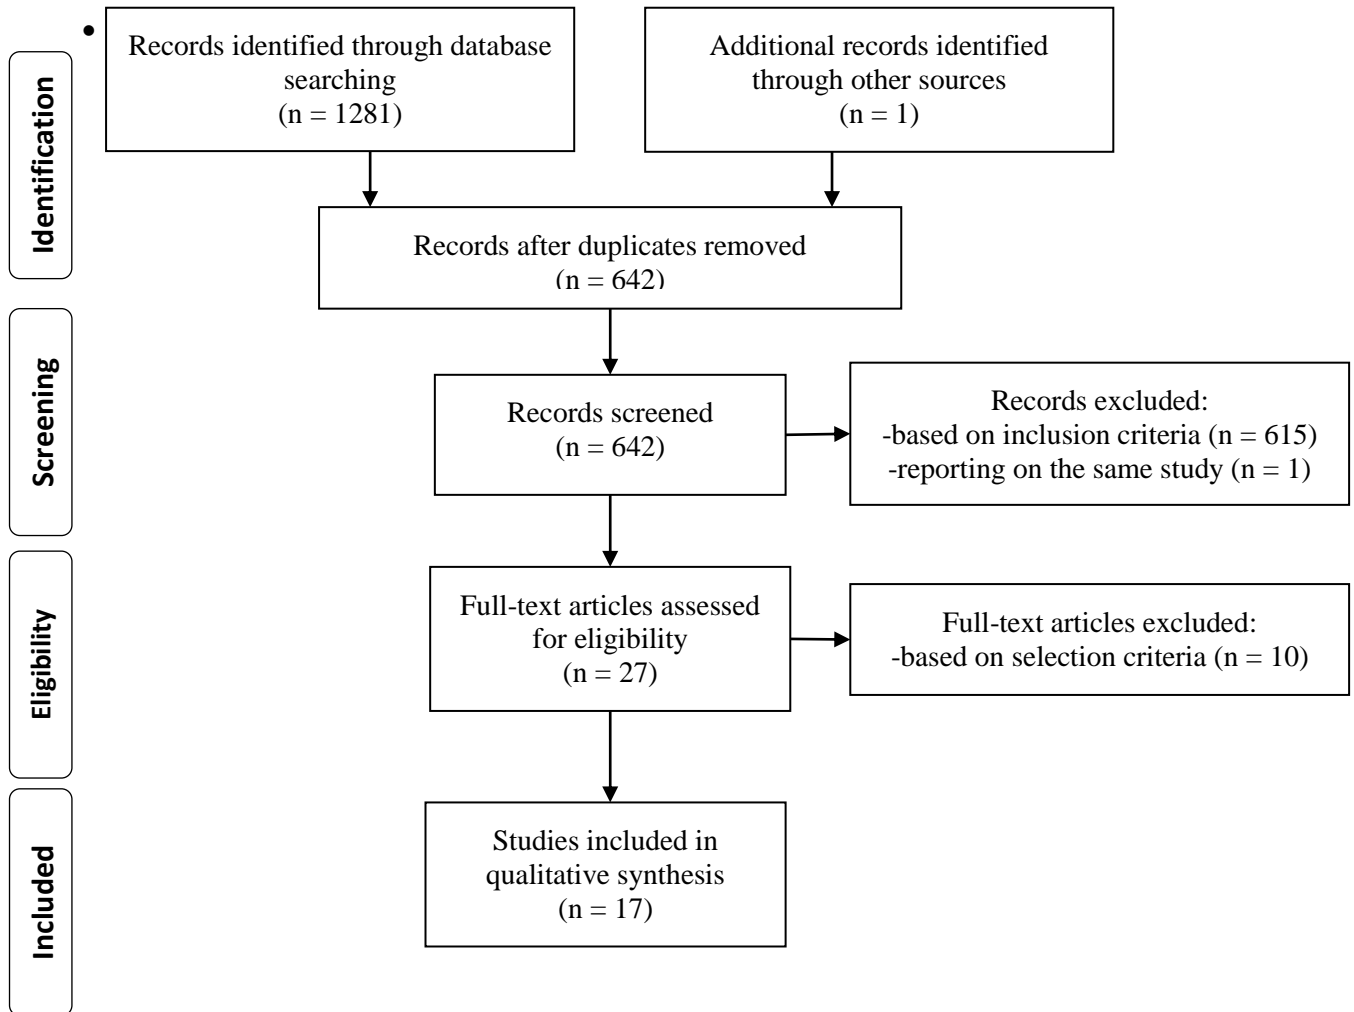 Identification
Records identified through database
searching
(n = 1281)
Additional records identified
through other sources
(n = 1)
Records after duplicates removed
(n = 642)
Screening
Records screened
(n = 642)
Records excluded:
-based on inclusion criteria (n = 615)
-reporting on the same study (n = 1)
Eligibility
Full-text articles assessed
for eligibility
(n = 27)
Full-text articles excluded:
-based on selection criteria (n = 10)
Included
Studies included in
qualitative synthesis
(n = 17)